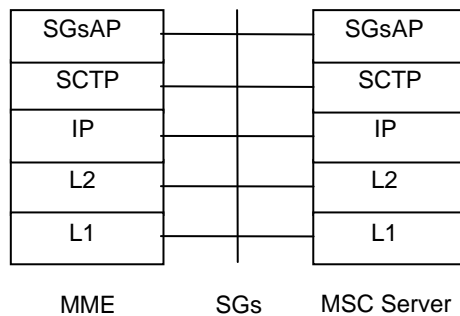 SGsAP SGsAP
SCTP SCTP
IP IP
L2 L2
L1 L1
MME SGs MSC Server